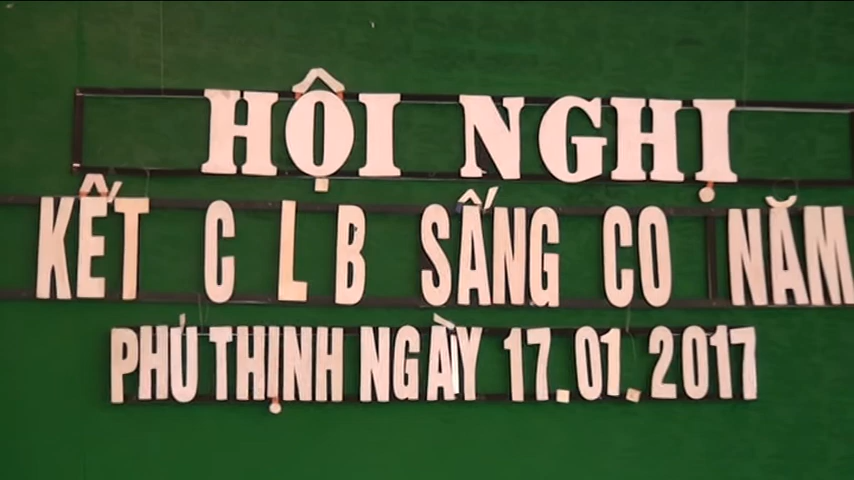 HỘI NGHỊ
KẾT C L B SẤNG CO NĂM
PHÚ THỊNH NGÀY 17.01.2017